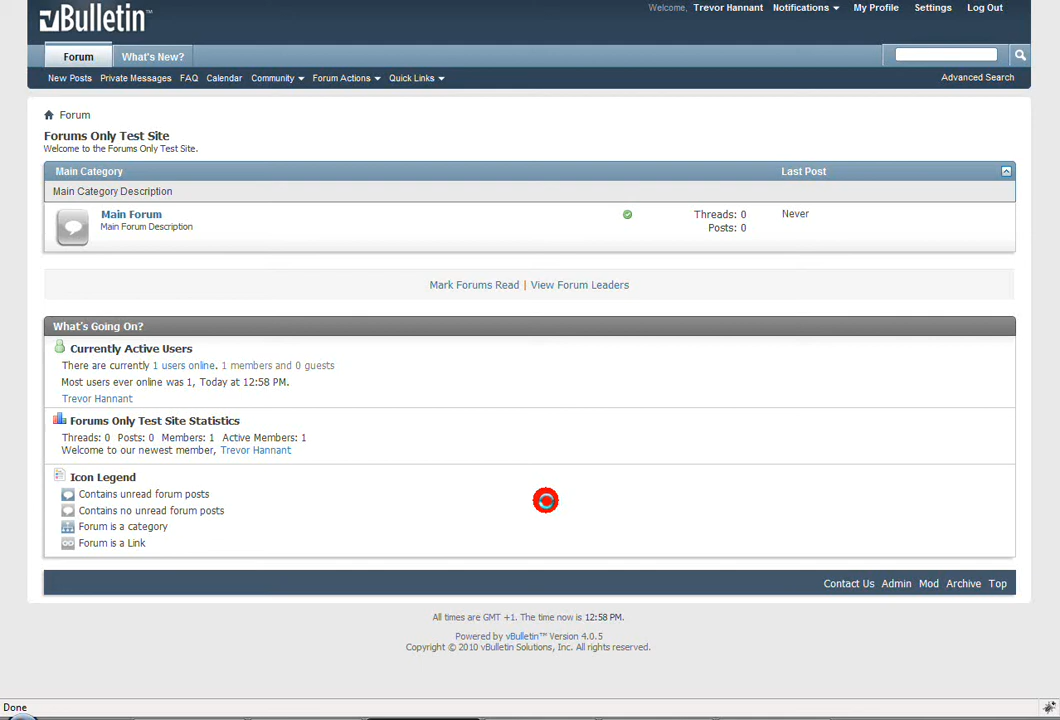 vBulletin™
Welcome, Trevor Hannant Notifications My Profile Settings Log Out
Forum What's New?
New Posts Private Messages FAQ Calendar Community Forum Actions Quick Links Advanced Search
Forum
Forums Only Test Site
Welcome to the Forums Only Test Site.
Main Category Last Post
Main Category Description
Main Forum Threads: 0 Never
Main Forum Description Posts: 0
Mark Forums Read | View Forum Leaders
What's Going On?
Currently Active Users
There are currently 1 users online. 1 members and 0 guests
Most users ever online was 1, Today at 12:58 PM.
Trevor Hannant
Forums Only Test Site Statistics
Threads: 0 Posts: 0 Members: 1 Active Members: 1
Welcome to our newest member, Trevor Hannant
Icon Legend
Contains unread forum posts
Contains no unread forum posts
Forum is a category
Forum is a Link
Contact Us Admin Mod Archive Top
All times are GMT +1. The time now is 12:58 PM.
Powered by vBulletin™ Version 4.0.5
Copyright © 2010 vBulletin Solutions, Inc. All rights reserved.
Done